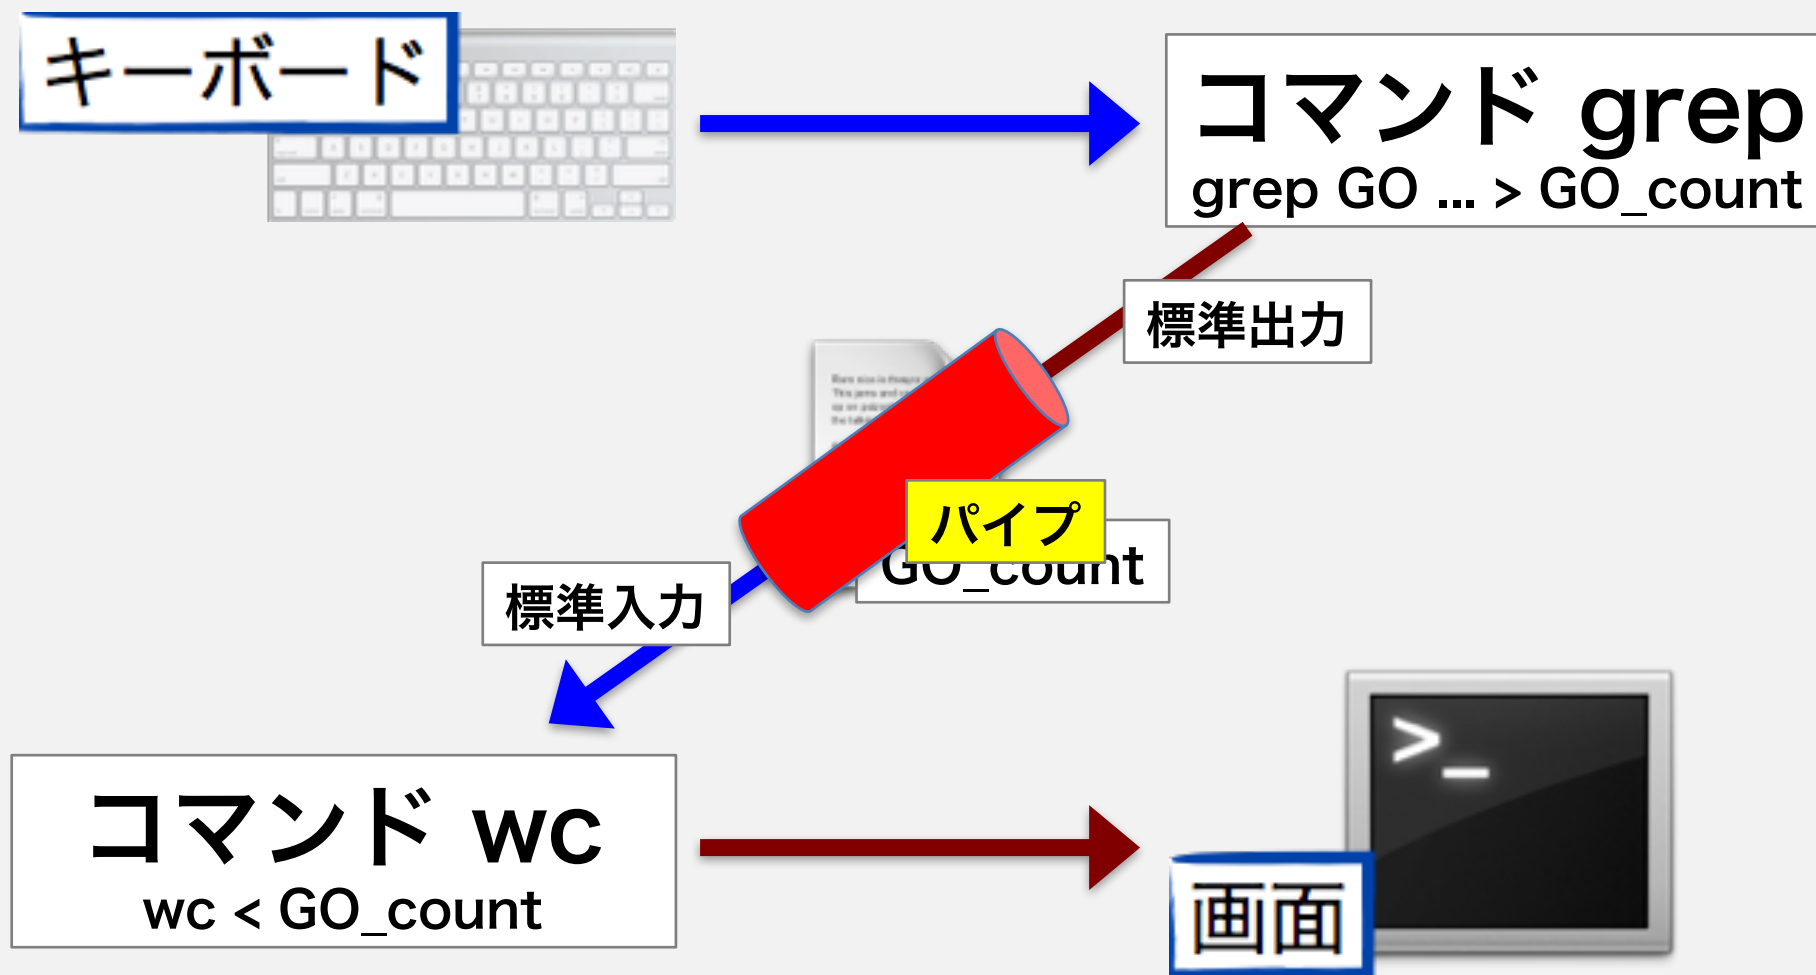 キーボード
コマンド grep
grep GO ... > GO_count
標準出力
パイプ
GO_count
標準入力
コマンド wc
wc < GO_count
>_
画面